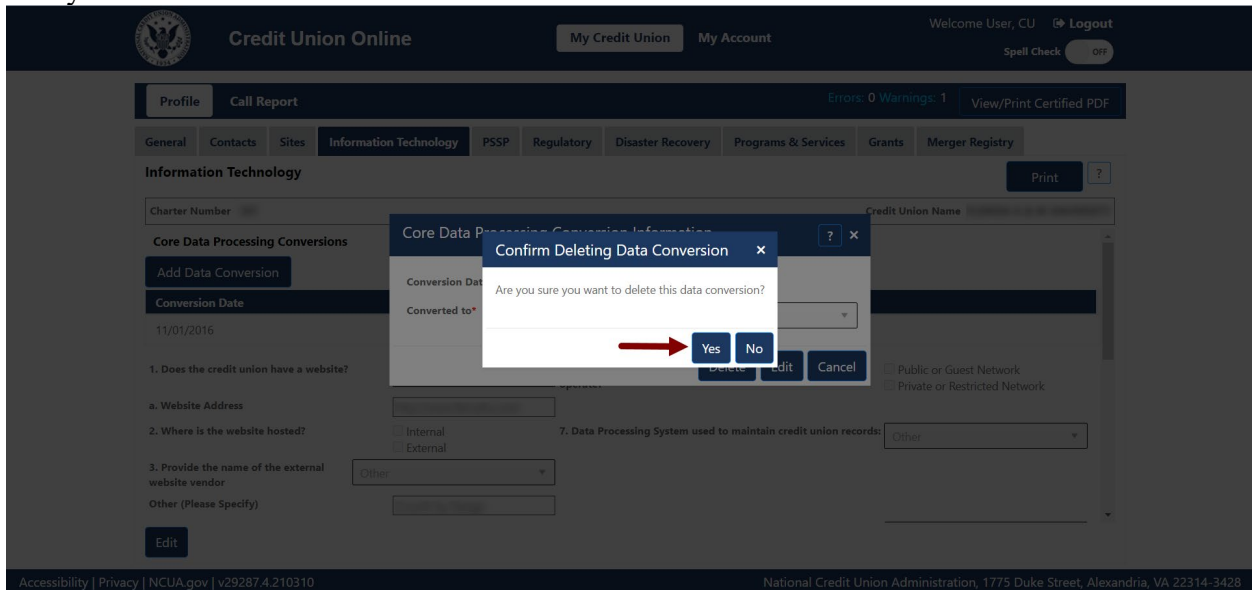 Credit Union Online
My Credit Union My Account
Welcome User, CU Logout
Spell Check OFF
Profile Call Report
Errors: 0 Warnings: 1 View/Print Certified PDF
General Contacts Sites Information Technology PSSP Regulatory Disaster Recovery Programs & Services Grants Merger Registry
Information Technology
Print ?
Charter Number
Credit Union Name
Core Data Processing Conversions
Add Data Conversion
Conversion Date
11/01/2016
Core Data Processing Conversion Information ? ×
Conversion Dat
Converted to*
Delete Edit Cancel
Confirm Deleting Data Conversion ×
Are you sure you want to delete this data conversion?
Yes No
1. Does the credit union have a website?
operate?
Public or Guest Network
Private or Restricted Network
a. Website Address
2. Where is the website hosted?
Internal
External
7. Data Processing System used to maintain credit union records: Other
3. Provide the name of the external
website vendor
Other
Other (Please Specify)
Edit
Accessibility | Privacy | NCUA.gov | v29287.4.210310
National Credit Union Administration, 1775 Duke Street, Alexandria, VA 22314-3428